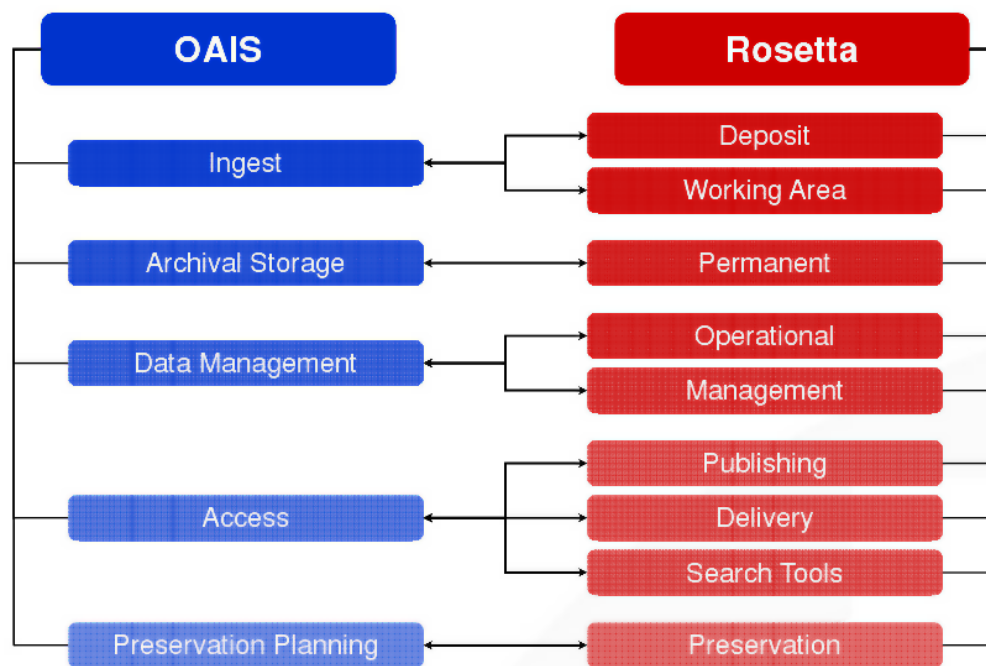 OAIS
Rosetta
Ingest
Deposit
Working Area
Archival Storage
Permanent
Data Management
Operational
Management
Access
Publishing
Delivery
Search Tools
Preservation Planning
Preservation